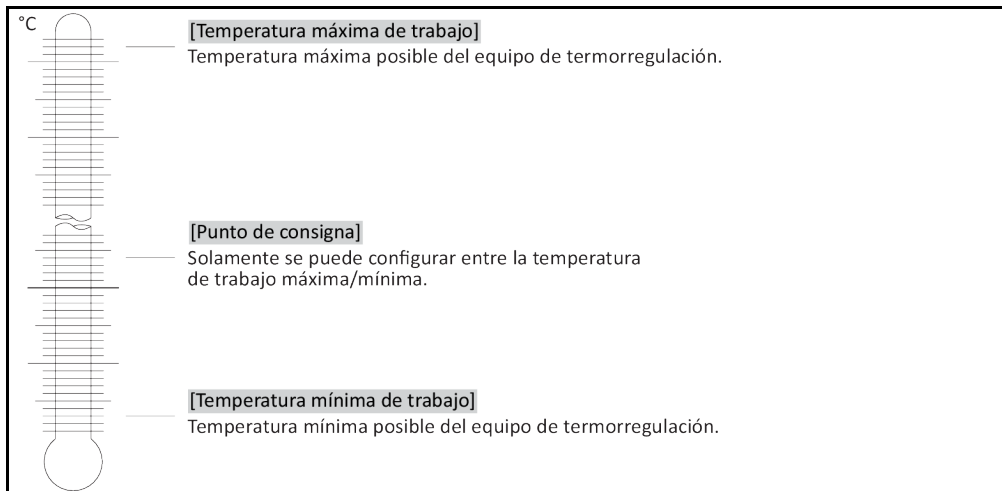 °C
[Temperatura máxima de trabajo]
Temperatura máxima posible del equipo de termorregulación.
[Punto de consigna]
Solamente se puede configurar entre la temperatura
de trabajo máxima/mínima.
[Temperatura mínima de trabajo]
Temperatura mínima posible del equipo de termorregulación.